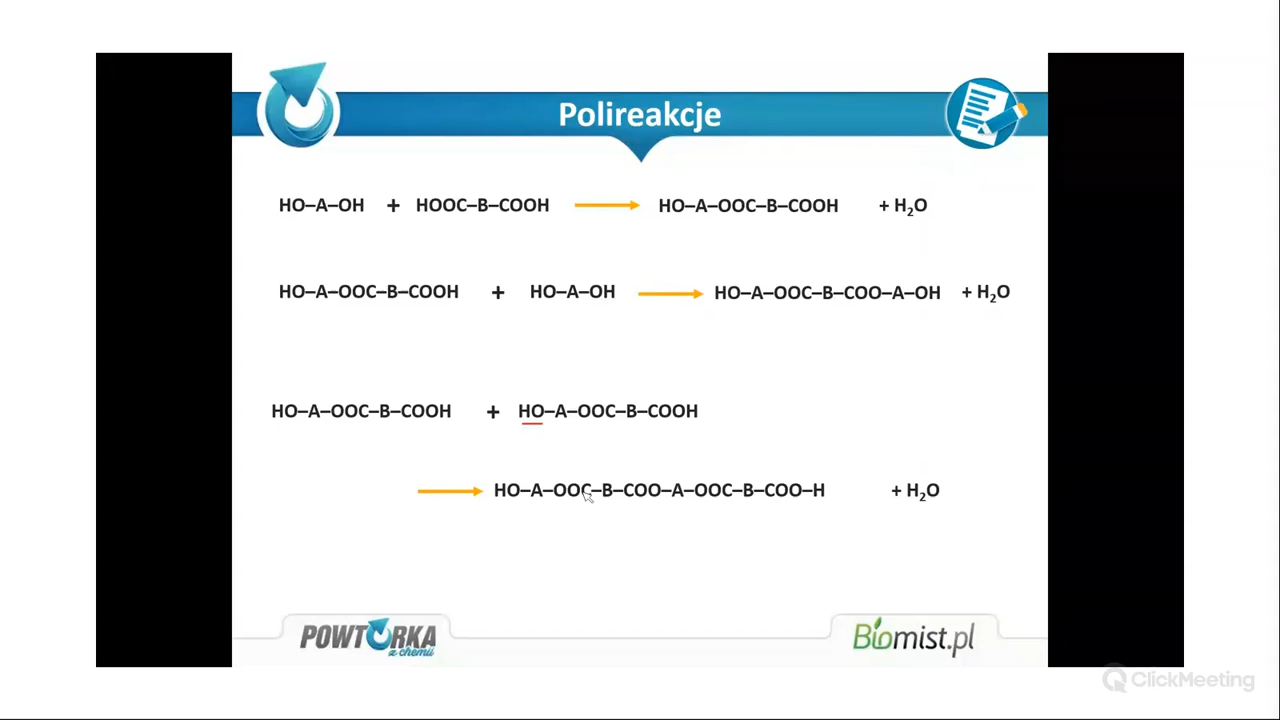 Polireakcje
HO–A–OH + HOOC–B–COOH HO–A–OOC–B–COOH + H₂O
HO–A–OOC–B–COOH + HO–A–OH HO–A–OOC–B–COO–A–OH + H₂O
HO–A–OOC–B–COOH + HO–A–OOC–B–COOH
HO–A–OOC–B–COO–A–OOC–B–COO–H + H₂O
POWTÓRKA
z chemii
Biomist.pl
ClickMeeting